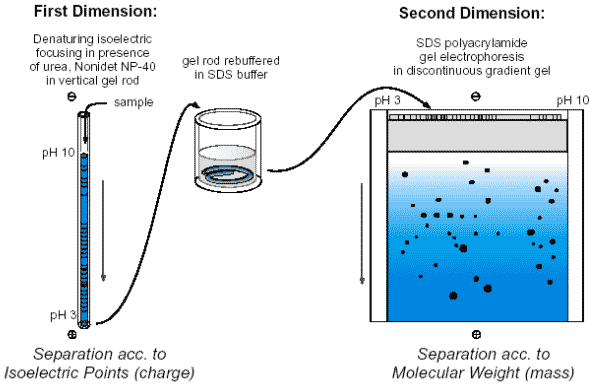 First Dimension:
Denaturing isoelectric
focusing in presence
of urea, Nonidet NP-40
in vertical gel rod
⊖
sample
pH 10
pH 3
⊕
Separation acc. to
Isoelectric Points (charge)
gel rod rebuffered
in SDS buffer
Second Dimension:
SDS polyacrylamide
gel electrophoresis
in discontinuous gradient gel
pH 3
⊖
pH 10
⊕
Separation acc. to
Molecular Weight (mass)